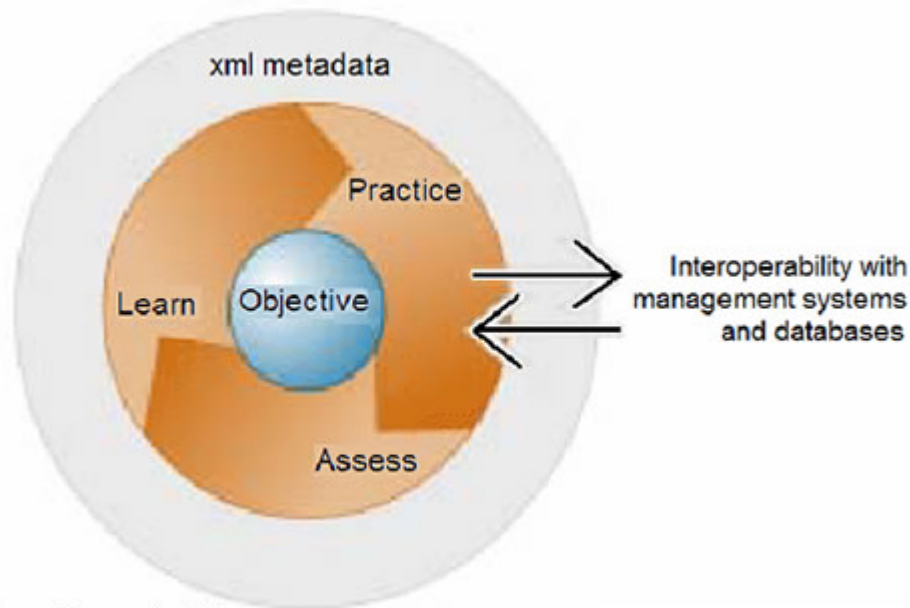 xml metadata
Practice
Learn
Objective
Interoperability with
management systems
and databases
Assess